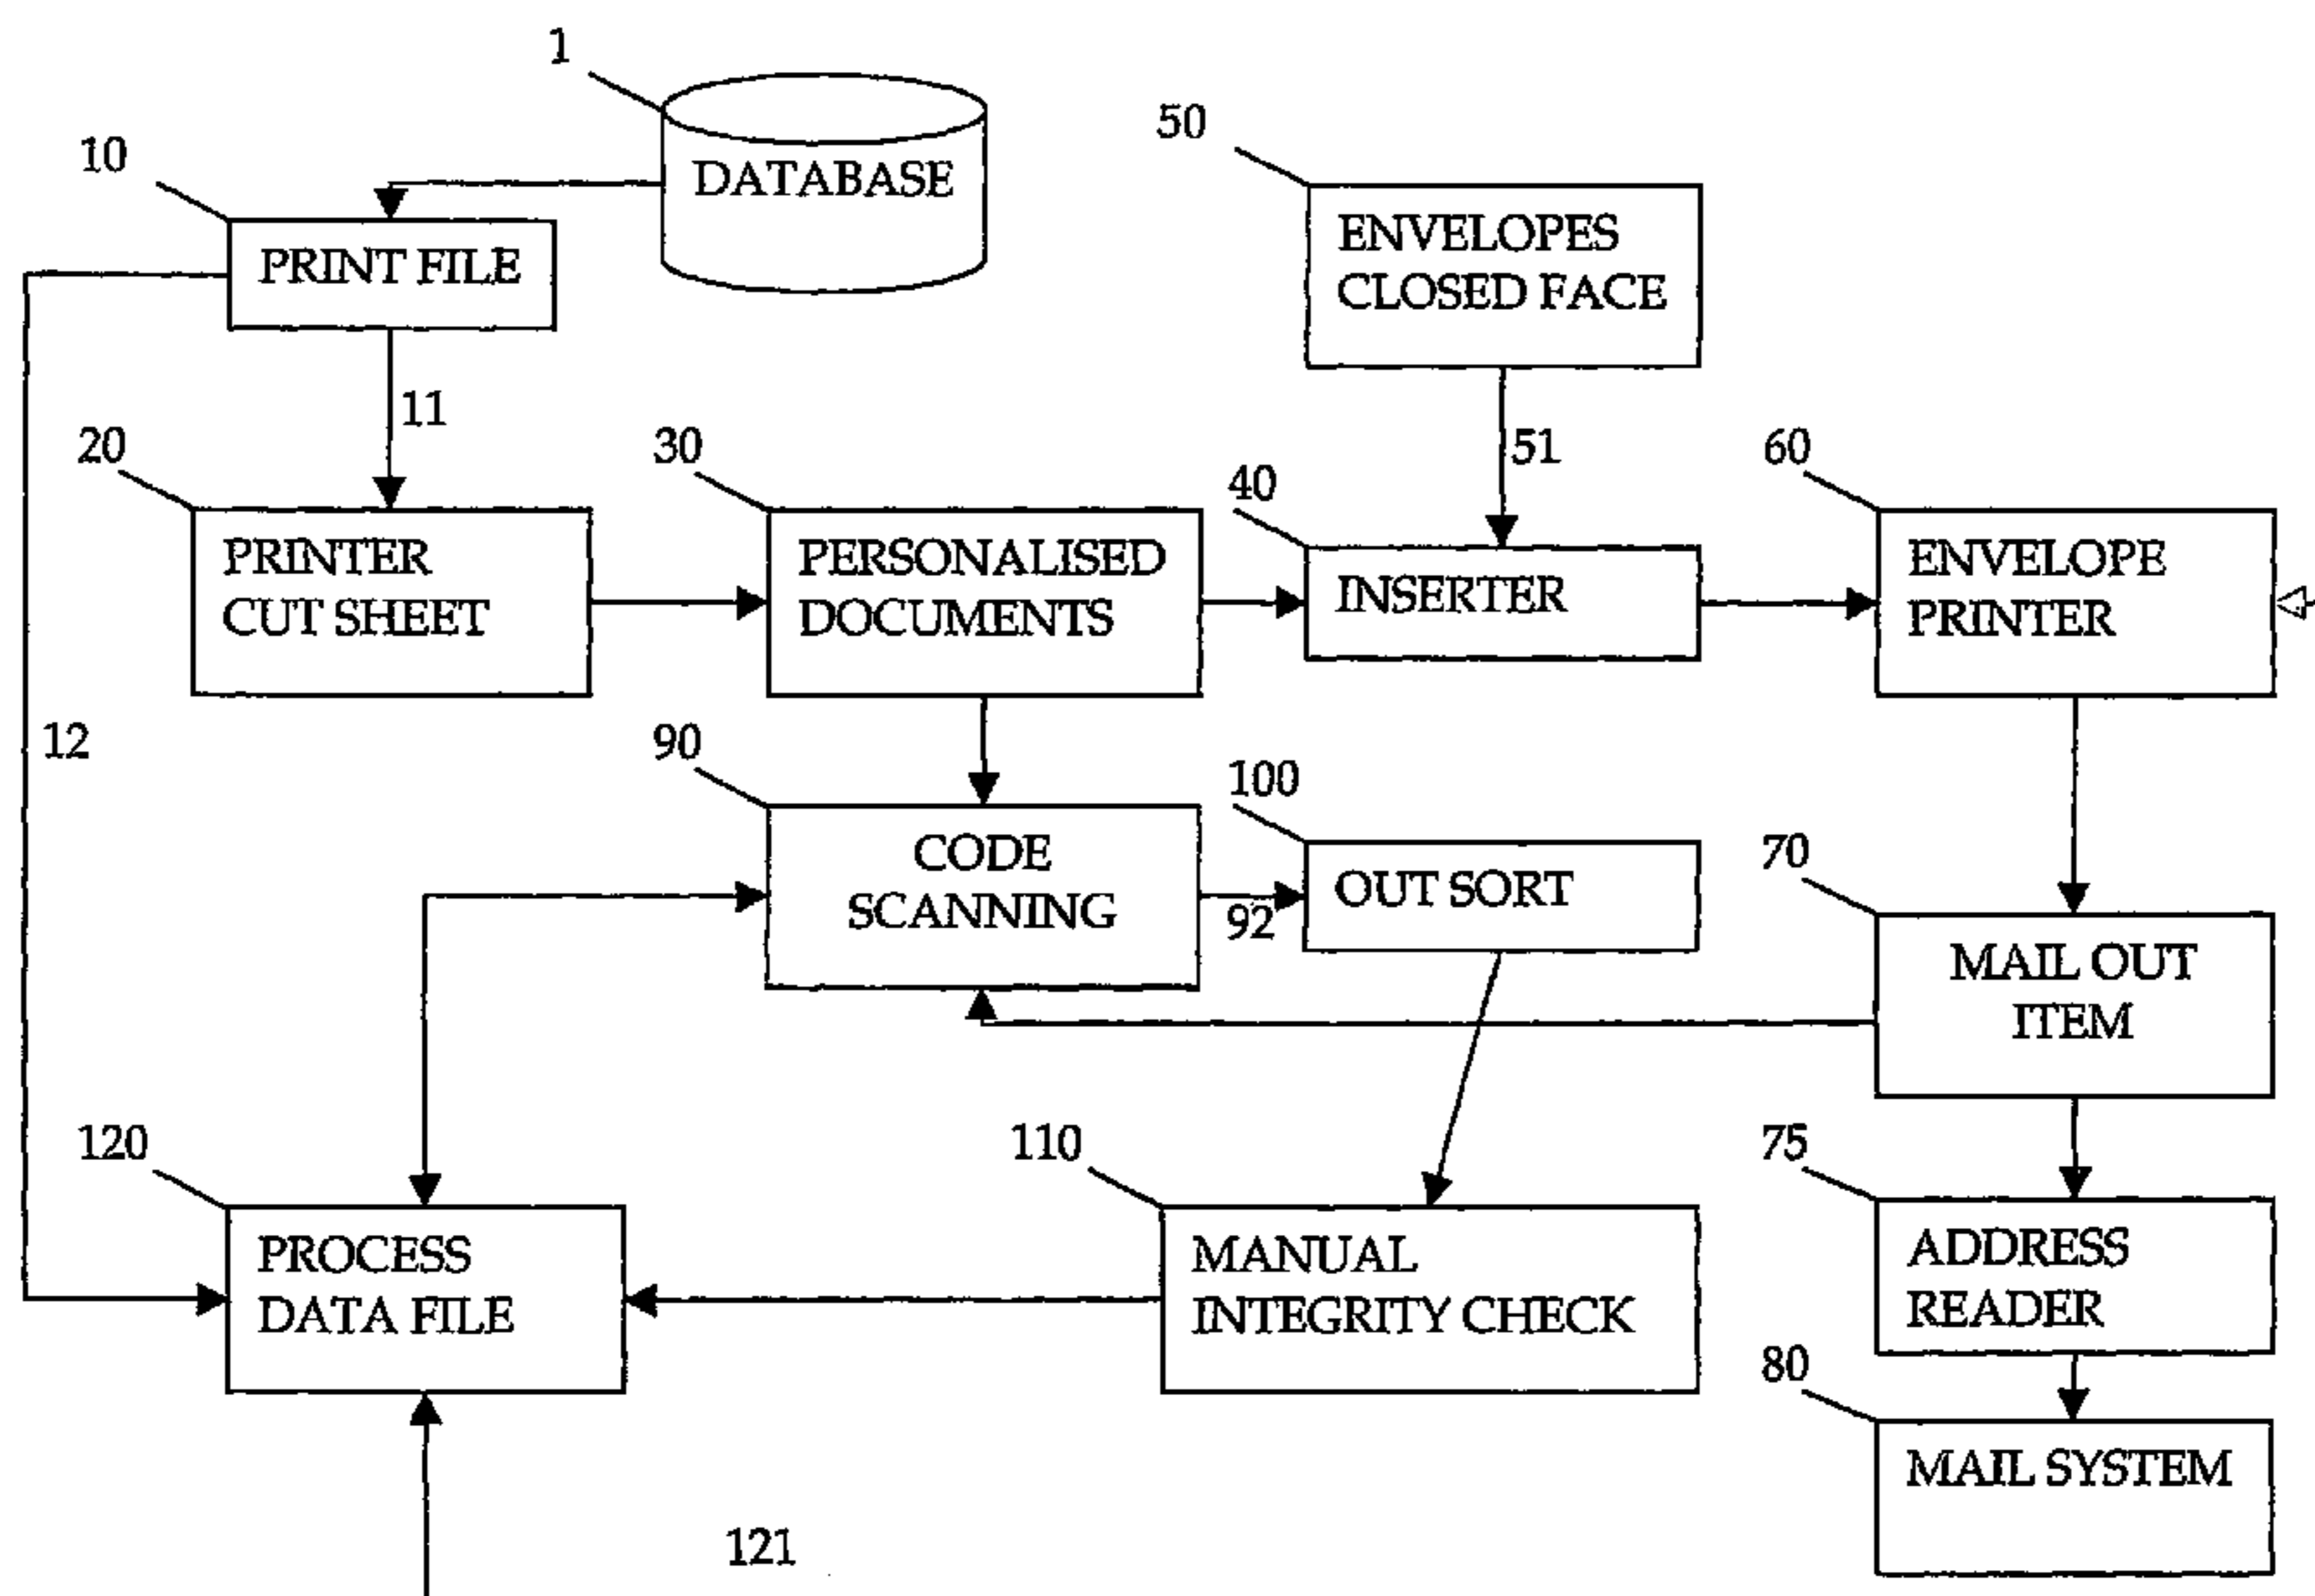 1
DATABASE
10
PRINT FILE
50
ENVELOPES
CLOSED FACE
11
51
20
PRINTER
CUT SHEET
30
PERSONALISED
DOCUMENTS
40
INSERTER
60
ENVELOPE
PRINTER
12
90
CODE
SCANNING
92
100
OUT SORT
70
MAIL OUT
ITEM
120
PROCESS
DATA FILE
110
MANUAL
INTEGRITY CHECK
75
ADDRESS
READER
80
MAIL SYSTEM
121